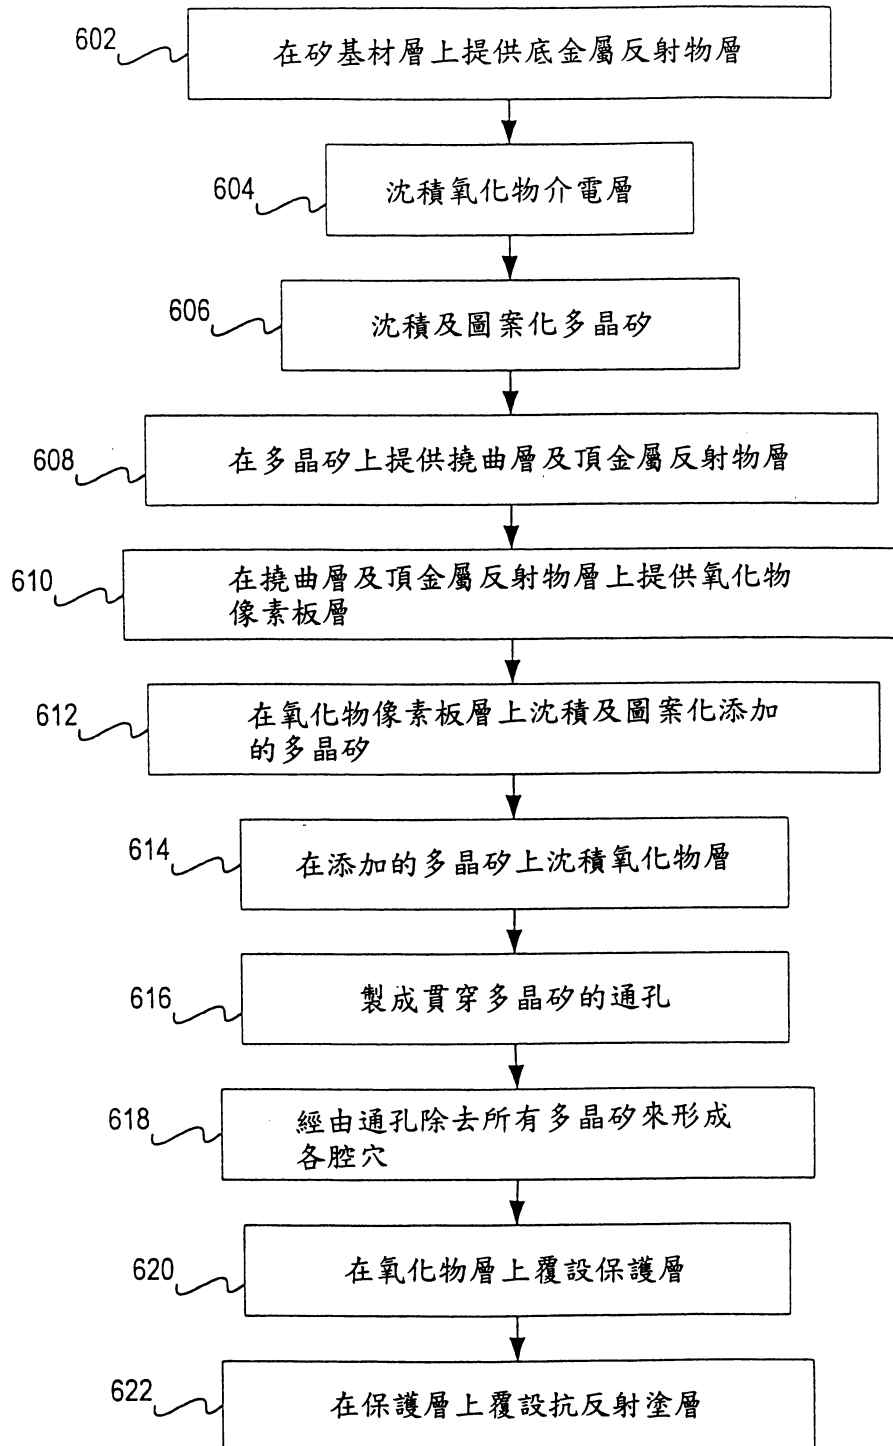 602
在矽基材層上提供底金屬反射物層
604
沈積氧化物介電層
606
沈積及圖案化多晶矽
608
在多晶矽上提供撓曲層及頂金屬反射物層
610
在撓曲層及頂金屬反射物層上提供氧化物
像素板層
612
在氧化物像素板層上沈積及圖案化添加
的多晶矽
614
在添加的多晶矽上沈積氧化物層
616
製成貫穿多晶矽的通孔
618
經由通孔除去所有多晶矽來形成
各腔穴
620
在氧化物層上覆設保護層
622
在保護層上覆設抗反射塗層